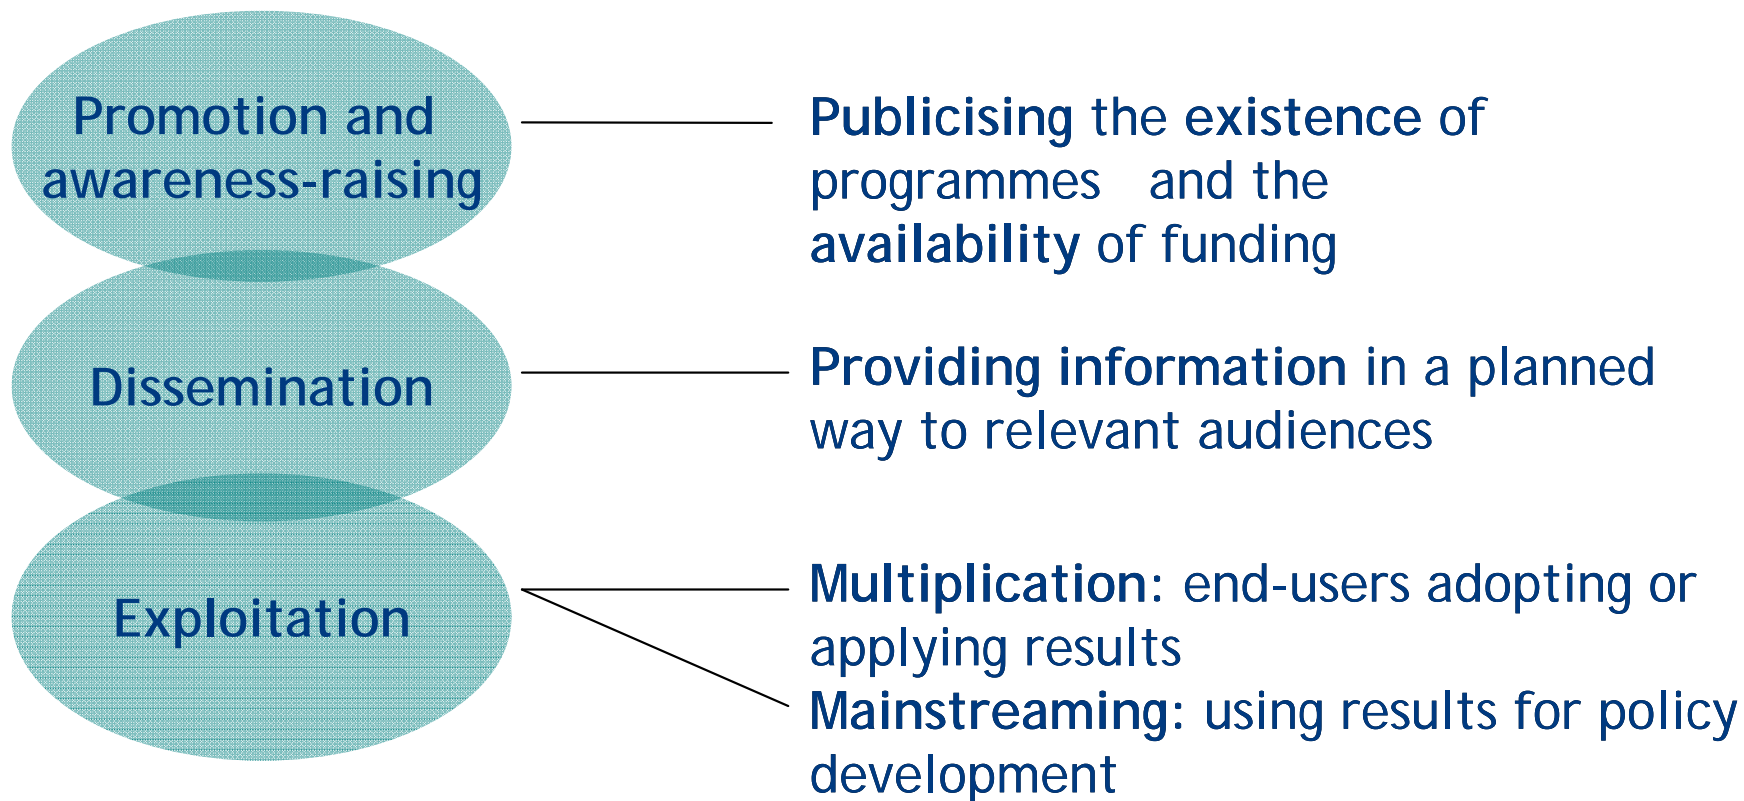 Promotion and
awareness-raising
Publicising the existence of
programmes and the
availability of funding
Dissemination
Providing information in a planned
way to relevant audiences
Exploitation
Multiplication: end-users adopting or
applying results
Mainstreaming: using results for policy
development